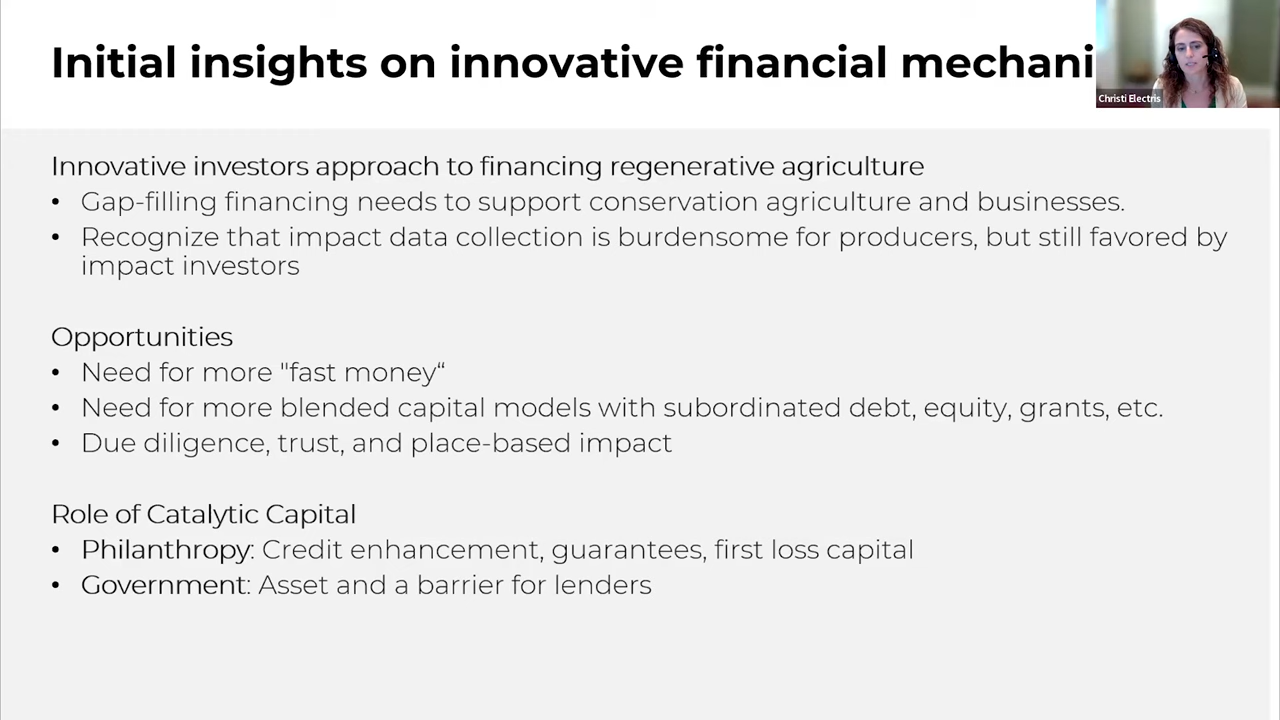 Initial insights on innovative financial mechani
Christi Electris
Innovative investors approach to financing regenerative agriculture
• Gap-filling financing needs to support conservation agriculture and businesses.
• Recognize that impact data collection is burdensome for producers, but still favored by
impact investors
Opportunities
• Need for more "fast money“
• Need for more blended capital models with subordinated debt, equity, grants, etc.
• Due diligence, trust, and place-based impact
Role of Catalytic Capital
• Philanthropy: Credit enhancement, guarantees, first loss capital
• Government: Asset and a barrier for lenders